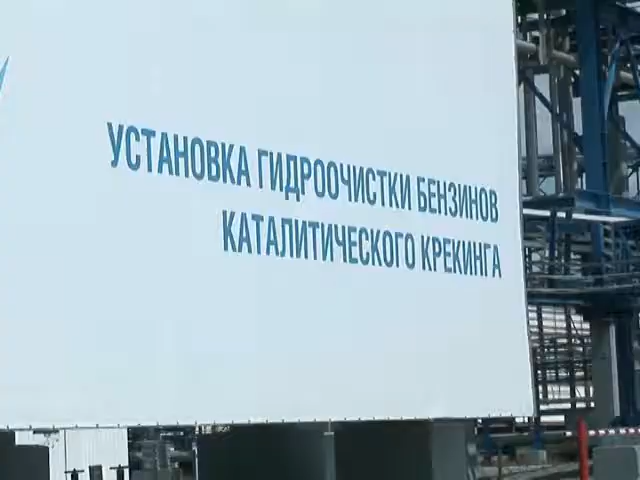 УСТАНОВКА ГИДРООЧИСТКИ БЕНЗИНОВ
КАТАЛИТИЧЕСКОГО КРЕКИНГА